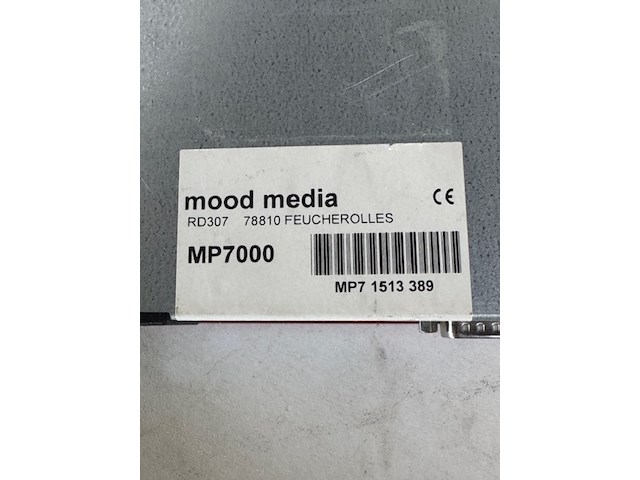 mood media
CE
RD307 78810 FEUCHEROLLES
MP7000
MP7 1513 389